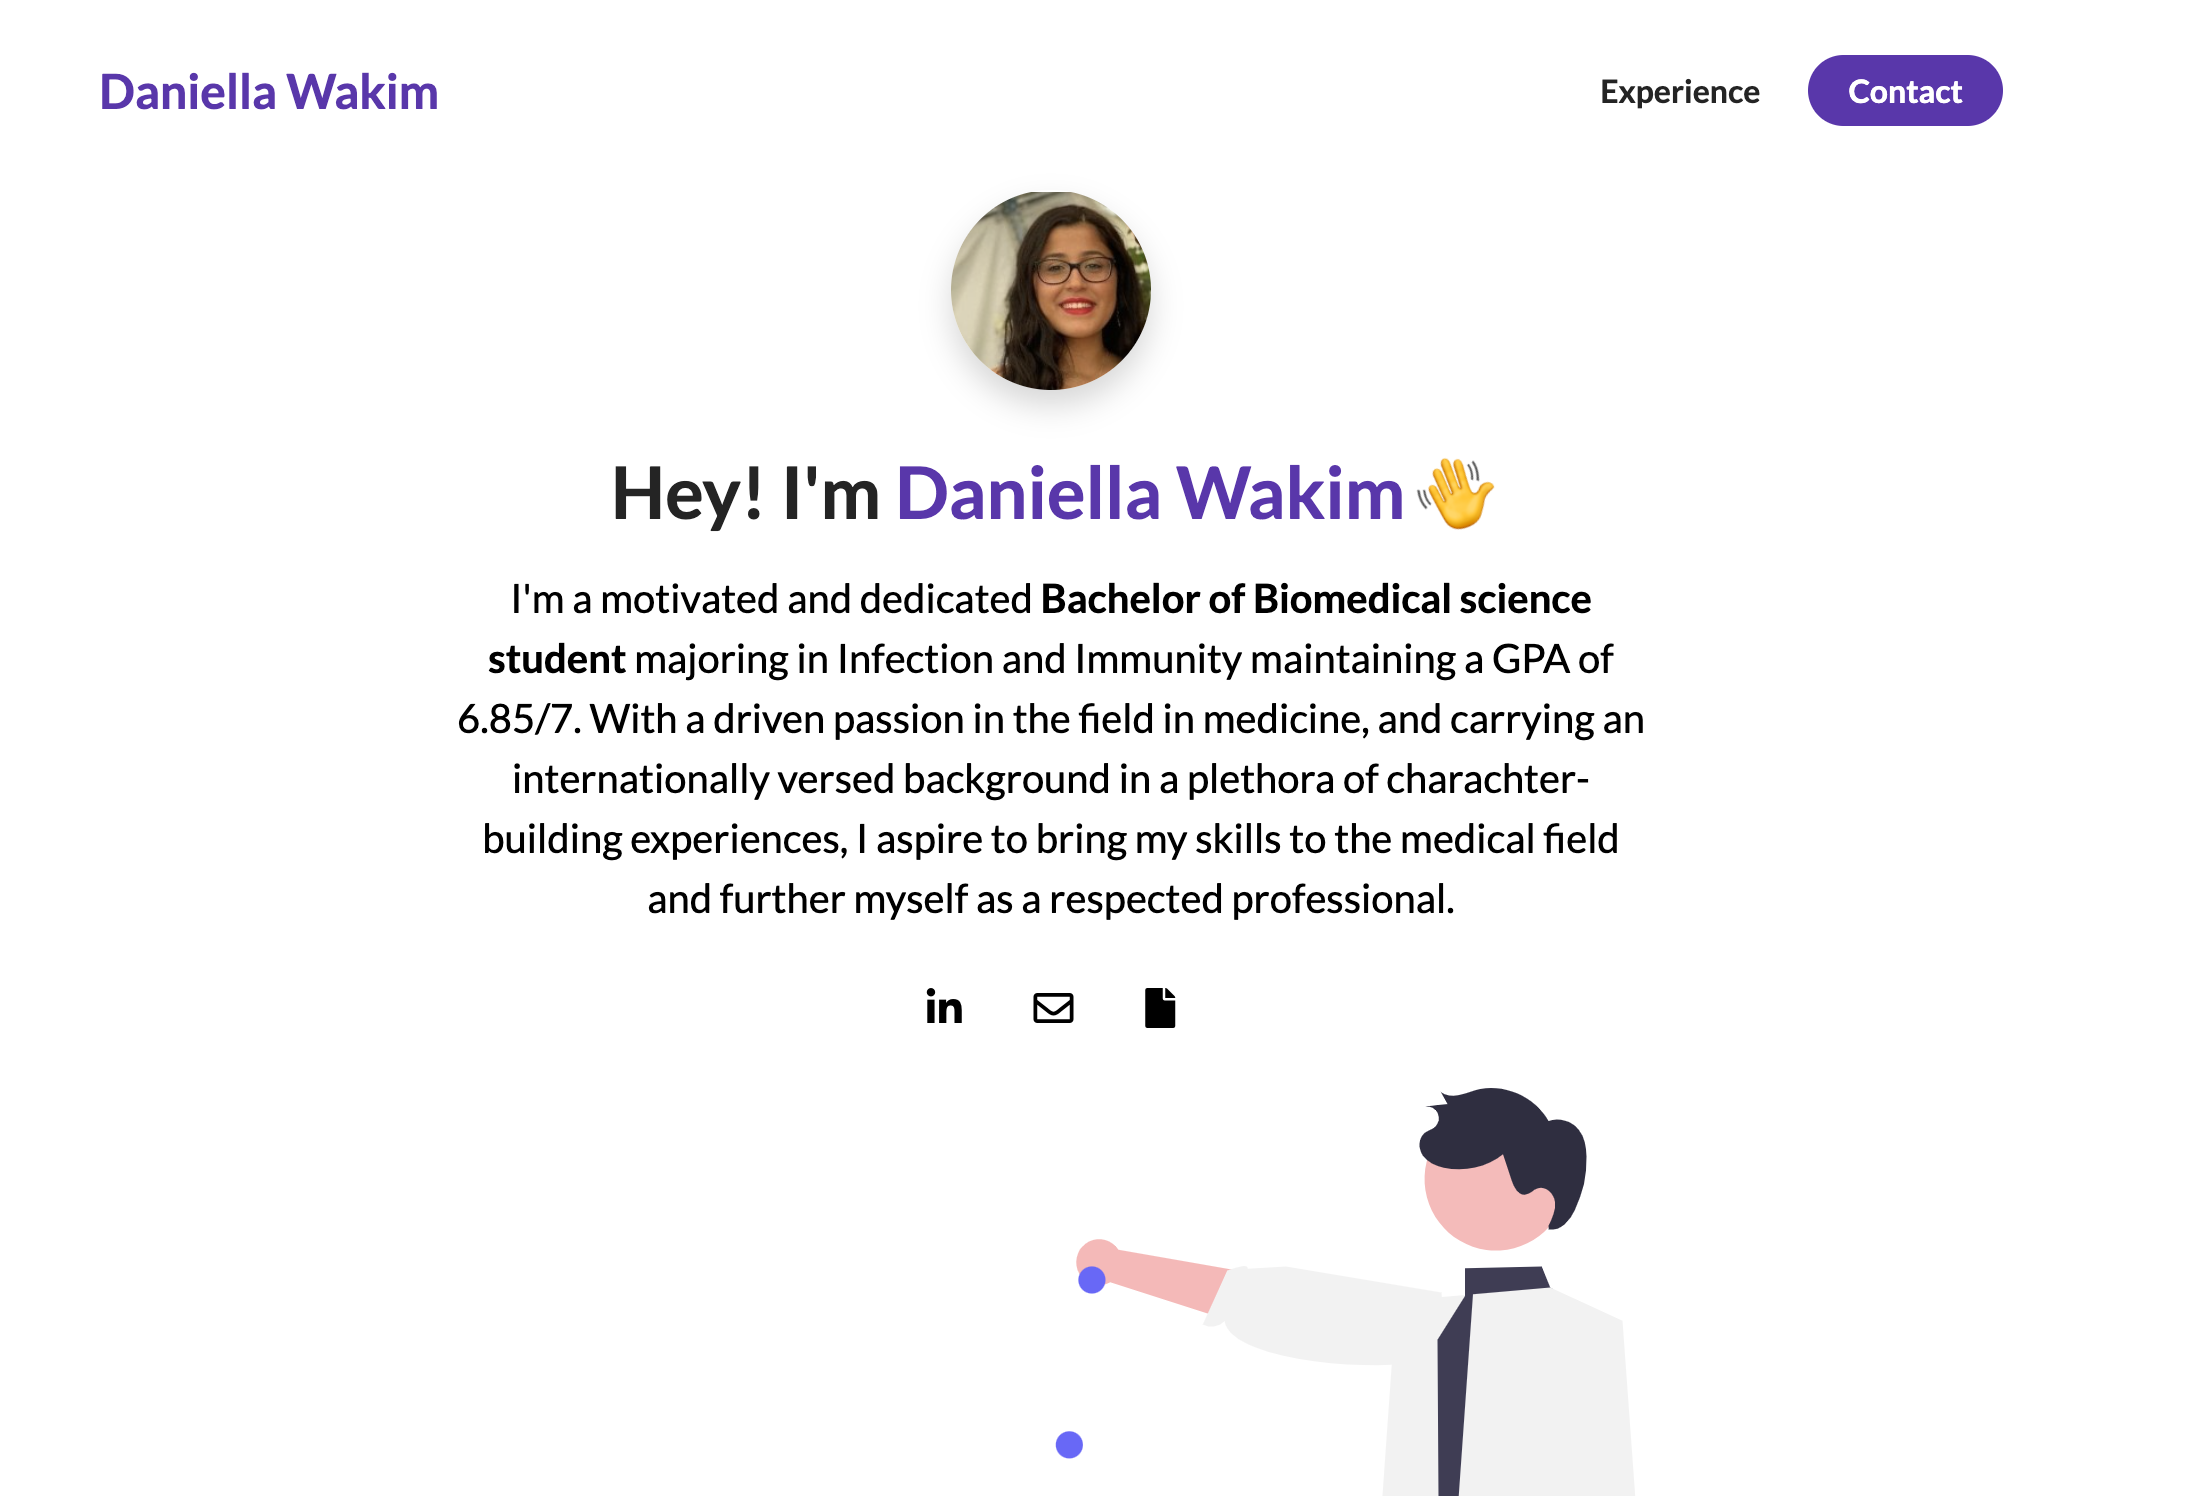 Daniella Wakim
Experience
Contact
Hey! I'm Daniella Wakim 👋
I'm a motivated and dedicated Bachelor of Biomedical science
student majoring in Infection and Immunity maintaining a GPA of
6.85/7. With a driven passion in the field in medicine, and carrying an
internationally versed background in a plethora of charachter-
building experiences, I aspire to bring my skills to the medical field
and further myself as a respected professional.
in